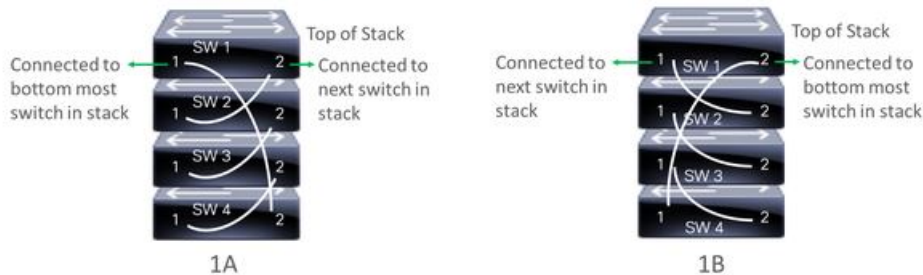 Top of Stack
SW 1
1 2
Connected to
bottom most
switch in stack
Connected to
next switch in
stack
SW 2
1 2
SW 3
1 2
SW 4
1 2
1A
Top of Stack
1 2
SW 1
Connected to
next switch in
stack
Connected to
bottom most
switch in stack
1 2
SW 2
1 2
SW 3
1 2
SW 4
1B